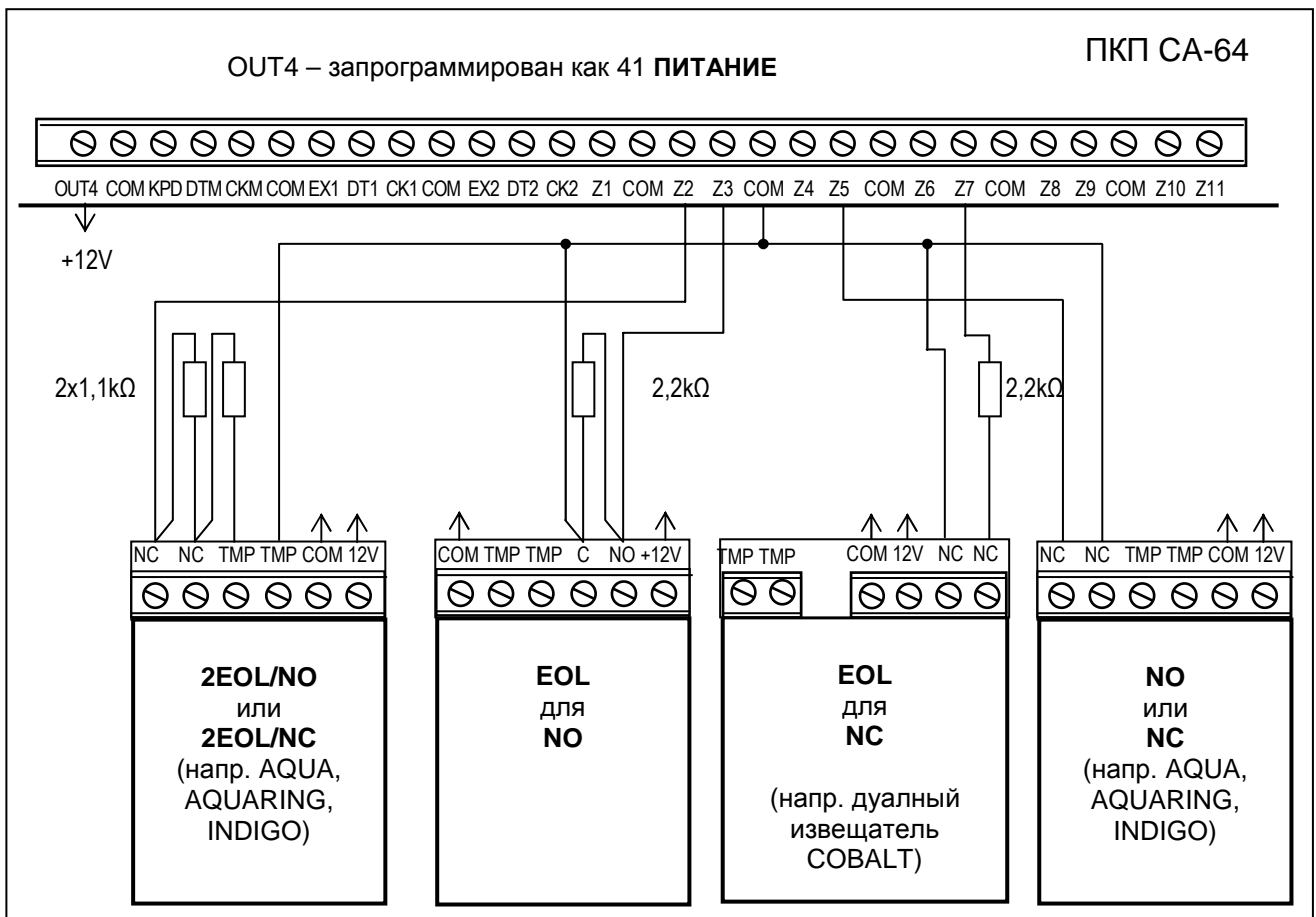 ПКП CA-64
OUT4 – запрограммирован как 41 ПИТАНИЕ
OUT4 COM KPD DTM CKM COM EX1 DT1 CK1 COM EX2 DT2 CK2 Z1 COM Z2 Z3 COM Z4 Z5 COM Z6 Z7 COM Z8 Z9 COM Z10 Z11
+12V
2x1,1kΩ
2,2kΩ
2,2kΩ
NC NC TMP TMP COM 12V
COM TMP TMP C NO +12V
TMP TMP COM 12V NC NC
NC NC TMP TMP COM 12V
2EOL/NO
или
2EOL/NC
(напр. AQUA,
AQUARING,
INDIGO)
EOL
для
NO
EOL
для
NC
(напр. дуалный
извещатель
COBALT)
NO
или
NC
(напр. AQUA,
AQUARING,
INDIGO)